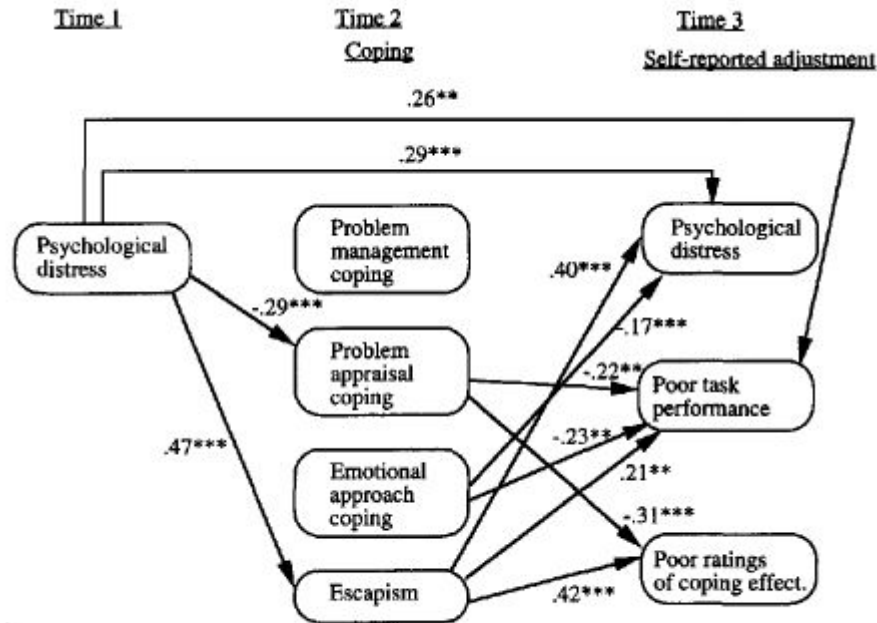 Time 1
Time 2
Time 3
Coping
Self-reported adjustment
.26**
.29***
Psychological
distress
Problem
management
coping
Psychological
distress
.40***
-.29***
-.17***
Problem
appraisal
coping
-.22**
Poor task
performance
.47***
-.23**
Emotional
approach
coping
.21**
-.31***
Escapism
Poor ratings
of coping effect.
.42***